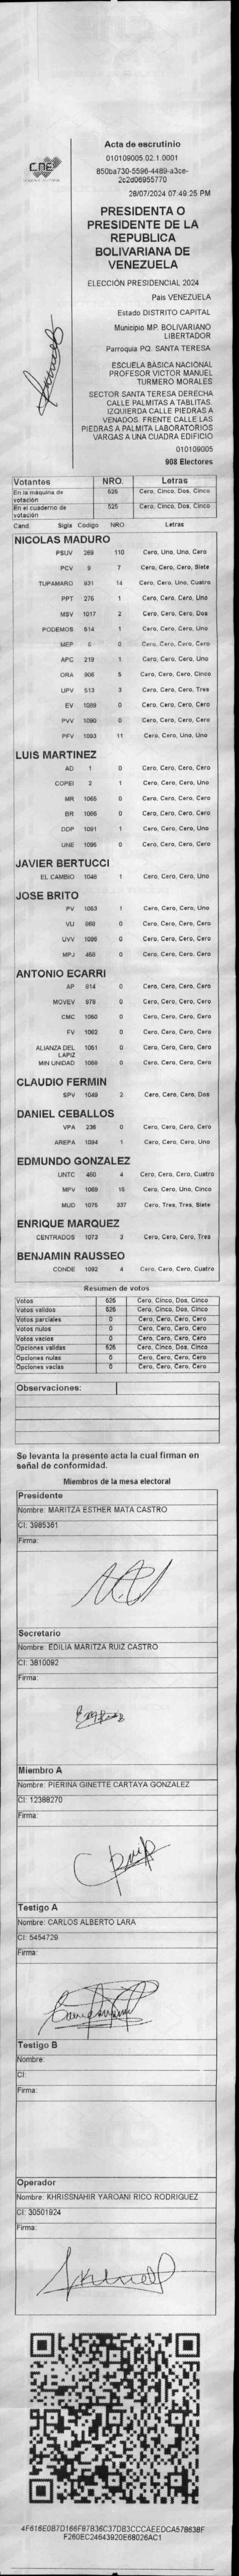 CNE
Acta de escrutinio
010109005.02.1.0001
850ba730-5596-4489-a3ce-
2c2d06955770
28/07/2024 07:49:25 PM
PRESIDENTA O
PRESIDENTE DE LA
REPUBLICA
BOLIVARIANA DE
VENEZUELA
ELECCIÓN PRESIDENCIAL 2024
Pais VENEZUELA
Estado DISTRITO CAPITAL
Municipio MP. BOLIVARIANO
LIBERTADOR
Parroquia PQ. SANTA TERESA
ESCUELA BÁSICA NACIONAL
PROFESOR VICTOR MANUEL
TURMERO MORALES
SECTOR SANTA TERESA DERECHA
CALLE PALMITAS A TABLITAS.
IZQUIERDA CALLE PIEDRAS A
VENADOS. FRENTE CALLE LAS
PIEDRAS A PALMITA LABORATORIOS
VARGAS A UNA CUADRA EDIFICIO
010109005
908 Electores
Votantes NRO. Letras
En la máquina de votación 525 Cero, Cinco, Dos, Cinco
En el cuaderno de votación 525 Cero, Cinco, Dos, Cinco
Cand. Sigla Codigo NRO Letras
NICOLAS MADURO
PSUV 269 110 Cero, Uno, Uno, Cero
PCV 9 7 Cero, Cero, Cero, Siete
TUPAMARO 931 14 Cero, Cero, Uno, Cuatro
PPT 275 1 Cero, Cero, Cero, Uno
MSV 1017 2 Cero, Cero, Cero, Dos
PODEMOS 514 1 Cero, Cero, Cero, Uno
MEP 5 0 Cero, Cero, Cero, Cero
APC 219 1 Cero, Cero, Cero, Uno
ORA 906 5 Cero, Cero, Cero, Cinco
UPV 513 3 Cero, Cero, Cero, Tres
EV 1089 0 Cero, Cero, Cero, Cero
PVV 1090 0 Cero, Cero, Cero, Cero
PFV 1093 11 Cero, Cero, Uno, Uno
LUIS MARTINEZ
AD 1 0 Cero, Cero, Cero, Cero
COPEI 2 1 Cero, Cero, Cero, Uno
MR 1065 0 Cero, Cero, Cero, Cero
BR 1066 0 Cero, Cero, Cero, Cero
DDP 1091 1 Cero, Cero, Cero, Uno
UNE 1096 0 Cero, Cero, Cero, Cero
JAVIER BERTUCCI
EL CAMBIO 1048 1 Cero, Cero, Cero, Uno
JOSE BRITO
PV 1053 1 Cero, Cero, Cero, Uno
VU 868 0 Cero, Cero, Cero, Cero
UVV 1095 0 Cero, Cero, Cero, Cero
MPJ 458 0 Cero, Cero, Cero, Cero
ANTONIO ECARRI
AP 814 0 Cero, Cero, Cero, Cero
MOVEV 978 0 Cero, Cero, Cero, Cero
CMC 1050 0 Cero, Cero, Cero, Cero
FV 1062 0 Cero, Cero, Cero, Cero
ALIANZA DEL LAPIZ 1051 0 Cero, Cero, Cero, Cero
MIN UNIDAD 1058 0 Cero, Cero, Cero, Cero
CLAUDIO FERMIN
SPV 1049 2 Cero, Cero, Cero, Dos
DANIEL CEBALLOS
VPA 236 0 Cero, Cero, Cero, Cero
AREPA 1094 1 Cero, Cero, Cero, Uno
EDMUNDO GONZALEZ
UNTC 450 4 Cero, Cero, Cero, Cuatro
MPV 1069 15 Cero, Cero, Uno, Cinco
MUD 1075 337 Cero, Tres, Tres, Siete
ENRIQUE MARQUEZ
CENTRADOS 1073 3 Cero, Cero, Cero, Tres
BENJAMIN RAUSSEO
CONDE 1092 4 Cero, Cero, Cero, Cuatro
Resumen de votos
Votos 525 Cero, Cinco, Dos, Cinco
Votos validos 525 Cero, Cinco, Dos, Cinco
Votos parciales 0 Cero, Cero, Cero, Cero
Votos nulos 0 Cero, Cero, Cero, Cero
Votos vacios 0 Cero, Cero, Cero, Cero
Opciones validas 525 Cero, Cinco, Dos, Cinco
Opciones nulas 0 Cero, Cero, Cero, Cero
Opciones vacias 0 Cero, Cero, Cero, Cero
Observaciones:
Se levanta la presente acta la cual firman en
señal de conformidad.
Miembros de la mesa electoral
Presidente
Nombre: MARITZA ESTHER MATA CASTRO
CI: 3985361
Firma:
Secretario
Nombre: EDILIA MARITZA RUIZ CASTRO
CI: 3810092
Firma:
Miembro A
Nombre: PIERINA GINETTE CARTAYA GONZALEZ
CI: 12388270
Firma:
Testigo A
Nombre: CARLOS ALBERTO LARA
CI: 5454729
Firma:
Testigo B
Nombre:
CI:
Firma:
Operador
Nombre: KHRISSNAHIR YAROANI RICO RODRIGUEZ
CI: 30501924
Firma:
4F616E0B7D166F87B36C37DB3CCCAEEDCA578638F
F260EC24643920E68026AC1